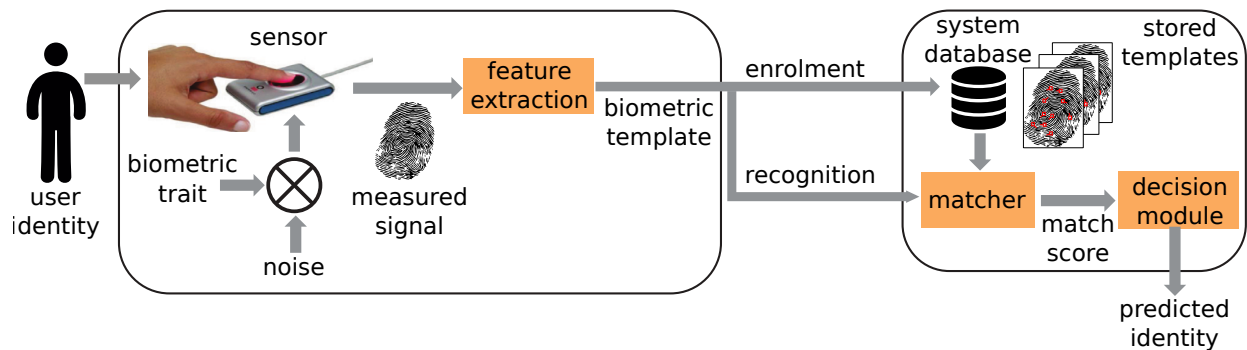 user
identity
sensor
biometric
trait
noise
measured
signal
feature
extraction
biometric
template
enrolment
recognition
system
database
stored
templates
matcher
match
score
decision
module
predicted
identity